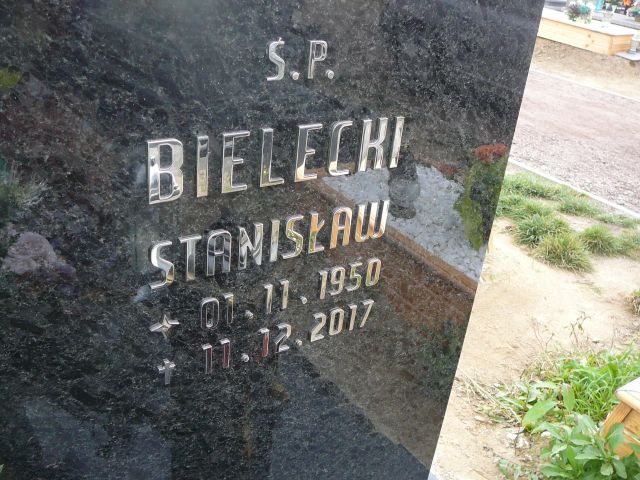 Ś.P.
BIELECKI
STANISŁAW
01.11.1950
11.12.2017